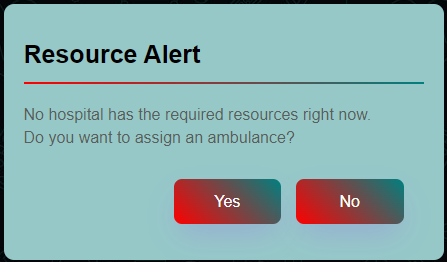 Resource Alert
No hospital has the required resources right now.
Do you want to assign an ambulance?
Yes
No